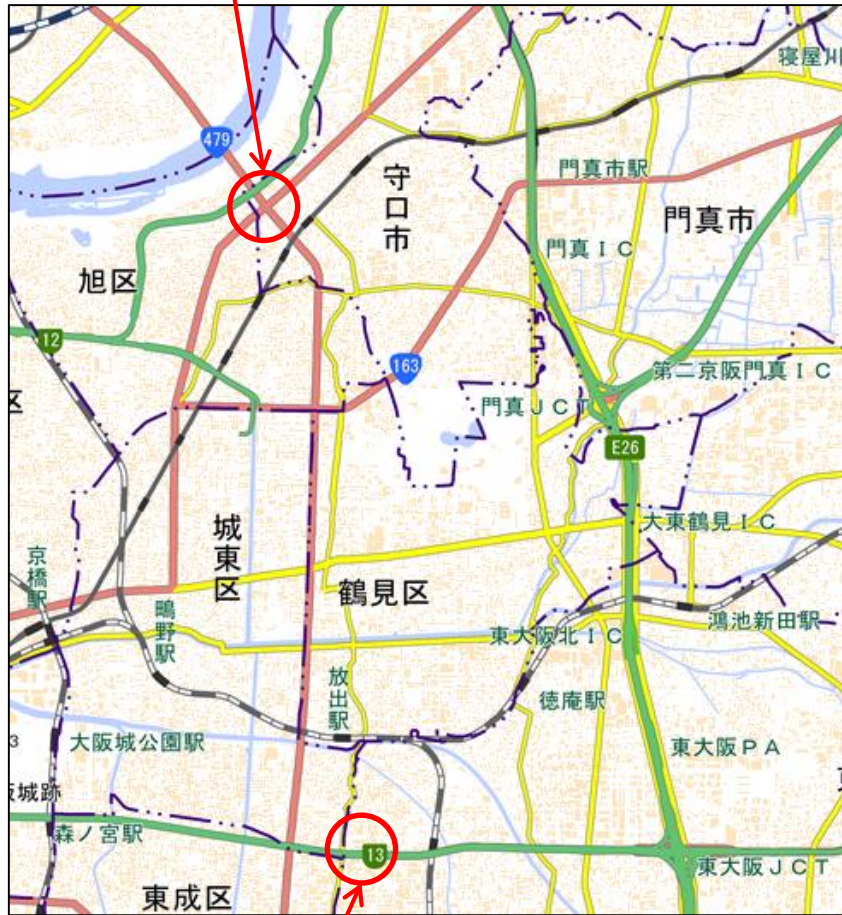 寝屋川
479
守口市
門真市駅
門真市
門真IC
旭区
12
163
第二京阪門真IC
区
門真JCT
E26
大東鶴見IC
城東区
京橋駅
鶴見区
鴫野駅
鴻池新田駅
東大阪北IC
放出駅
徳庵駅
3
大阪城公園駅
東大阪PA
阪城跡
森ノ宮駅
13
東大阪JCT
東成区